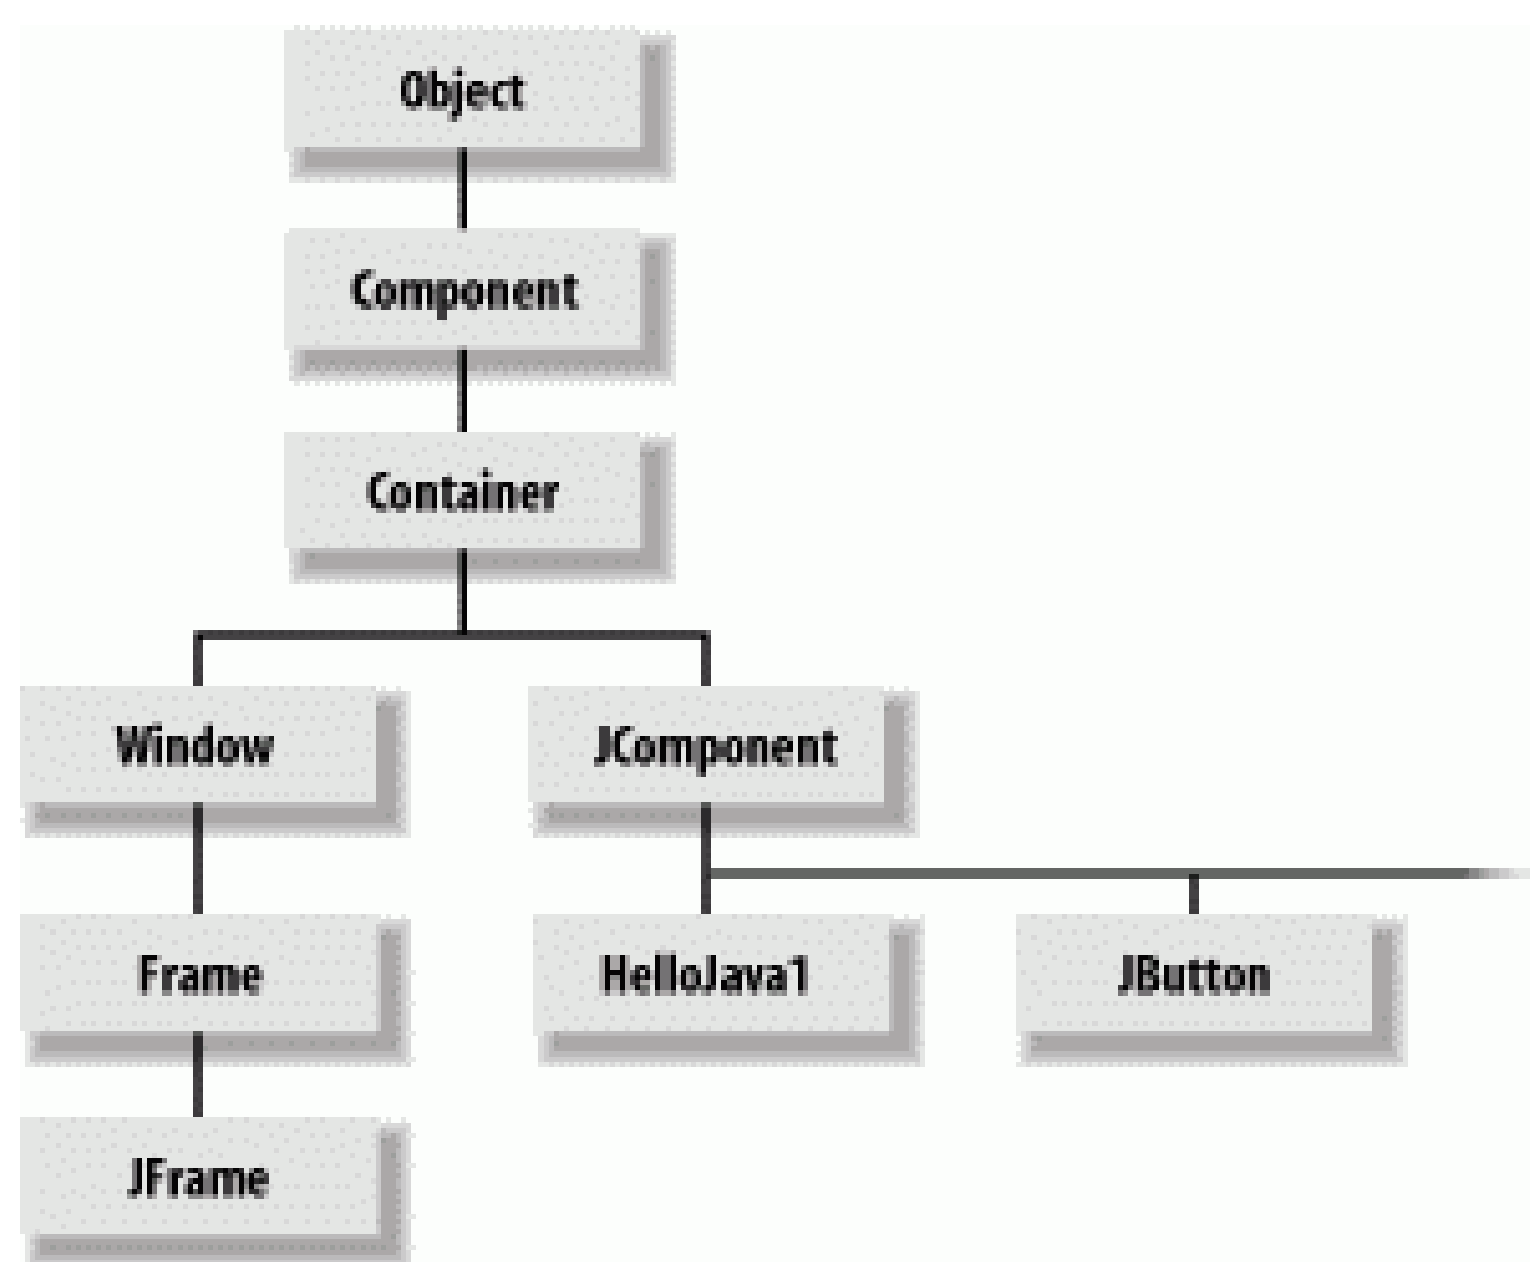 Object
Component
Container
Window
JComponent
Frame
HelloJava1
JButton
JFrame